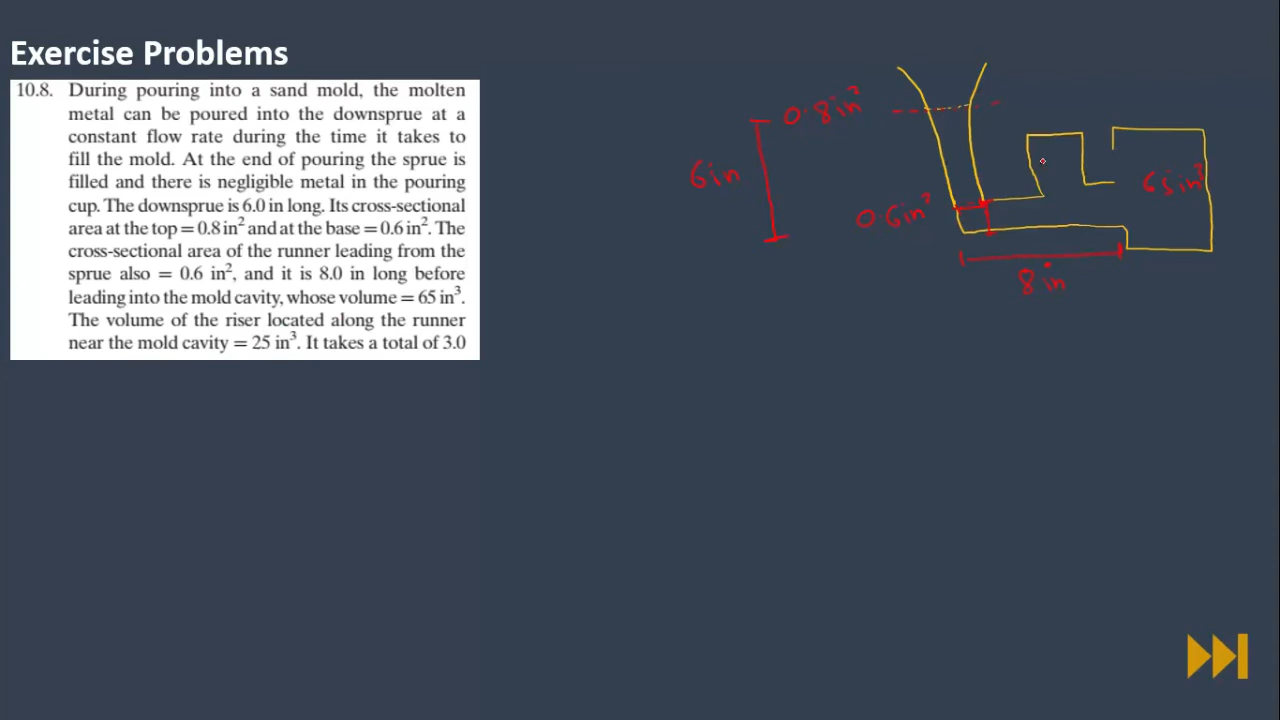 Exercise Problems
10.8. During pouring into a sand mold, the molten
metal can be poured into the downsprue at a
constant flow rate during the time it takes to
fill the mold. At the end of pouring the sprue is
filled and there is negligible metal in the pouring
cup. The downsprue is 6.0 in long. Its cross-sectional
area at the top = 0.8 in² and at the base = 0.6 in². The
cross-sectional area of the runner leading from the
sprue also = 0.6 in², and it is 8.0 in long before
leading into the mold cavity, whose volume = 65 in³.
The volume of the riser located along the runner
near the mold cavity = 25 in³. It takes a total of 3.0
0.8in²
6in
65in³
0.6in²
8in